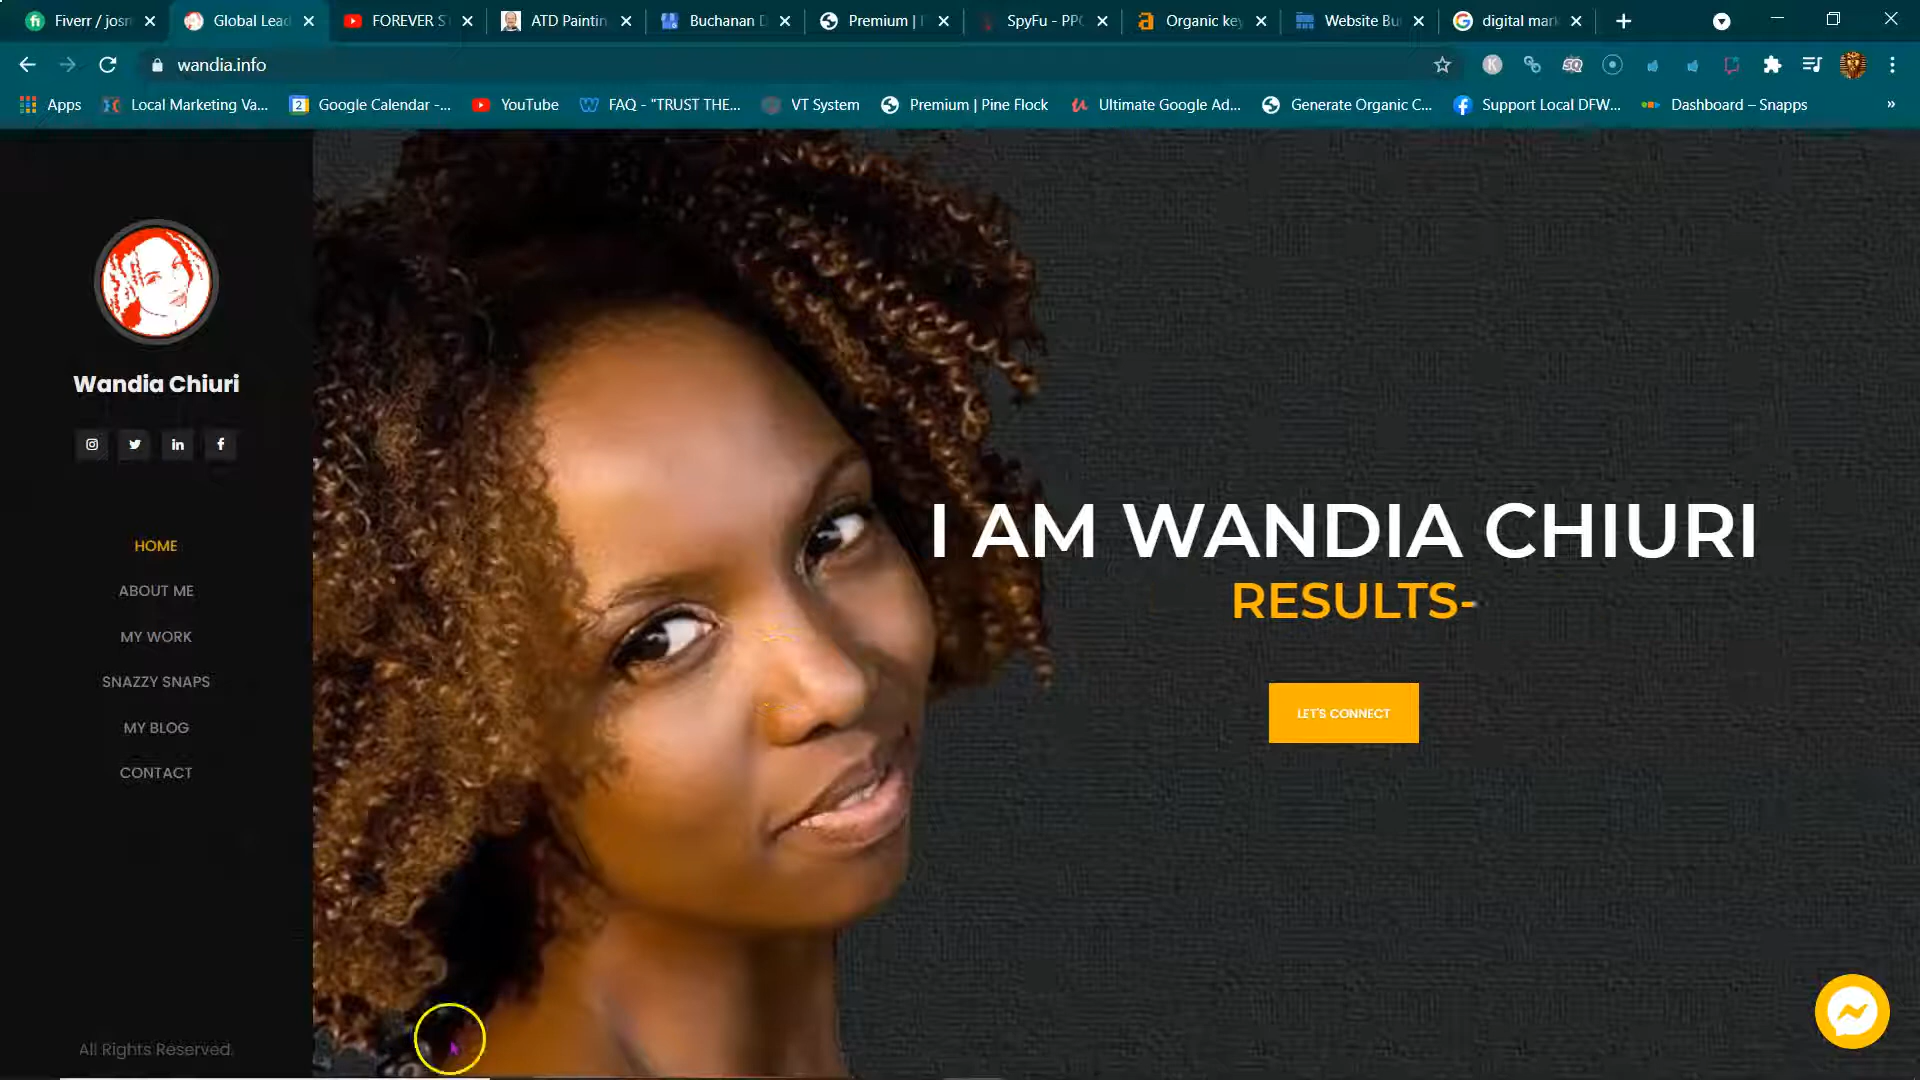 Fiverr / josm
Global Lead
FOREVER S
ATD Paintin
Buchanan D
Premium |
SpyFu - PPC
Organic key
Website Bu
digital mark
wandia.info
Apps
Local Marketing Va...
Google Calendar -...
YouTube
FAQ - "TRUST THE...
VT System
Premium | Pine Flock
Ultimate Google Ad...
Generate Organic C...
Support Local DFW...
Dashboard – Snapps
»
Wandia Chiuri
HOME
ABOUT ME
MY WORK
SNAZZY SNAPS
MY BLOG
CONTACT
All Rights Reserved.
I AM WANDIA CHIURI
RESULTS-
LET'S CONNECT